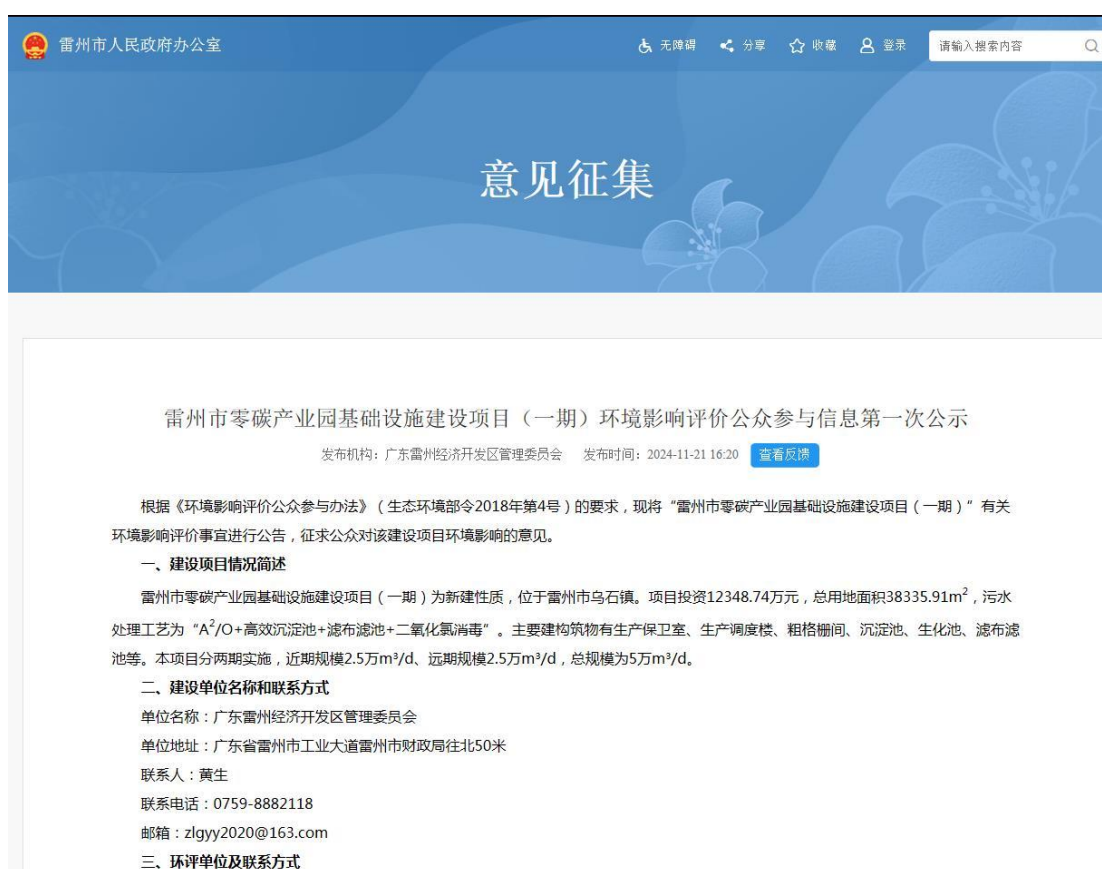 雷州市人民政府办公室
无障碍 分享 收藏 登录 请输入搜索内容
意见征集
雷州市零碳产业园基础设施建设项目（一期）环境影响评价公众参与信息第一次公示
发布机构：广东雷州经济开发区管理委员会 发布时间：2024-11-21 16:20 查看反馈
根据《环境影响评价公众参与办法》（生态环境部令2018年第4号）的要求，现将“雷州市零碳产业园基础设施建设项目（一期）”有关
环境影响评价事宜进行公告，征求公众对该建设项目环境影响的意见。
一、建设项目情况简述
雷州市零碳产业园基础设施建设项目（一期）为新建性质，位于雷州市乌石镇。项目投资12348.74万元，总用地面积38335.91m²，污水
处理工艺为“A²/O+高效沉淀池+滤布滤池+二氧化氯消毒”。主要建构筑物有生产保卫室、生产调度楼、粗格栅间、沉淀池、生化池、滤布滤
池等。本项目分两期实施，近期规模2.5万m³/d、远期规模2.5万m³/d，总规模为5万m³/d。
二、建设单位名称和联系方式
单位名称：广东雷州经济开发区管理委员会
单位地址：广东省雷州市工业大道雷州市财政局往北50米
联系人：黄生
联系电话：0759-8882118
邮箱：zlgyy2020@163.com
三、环评单位及联系方式